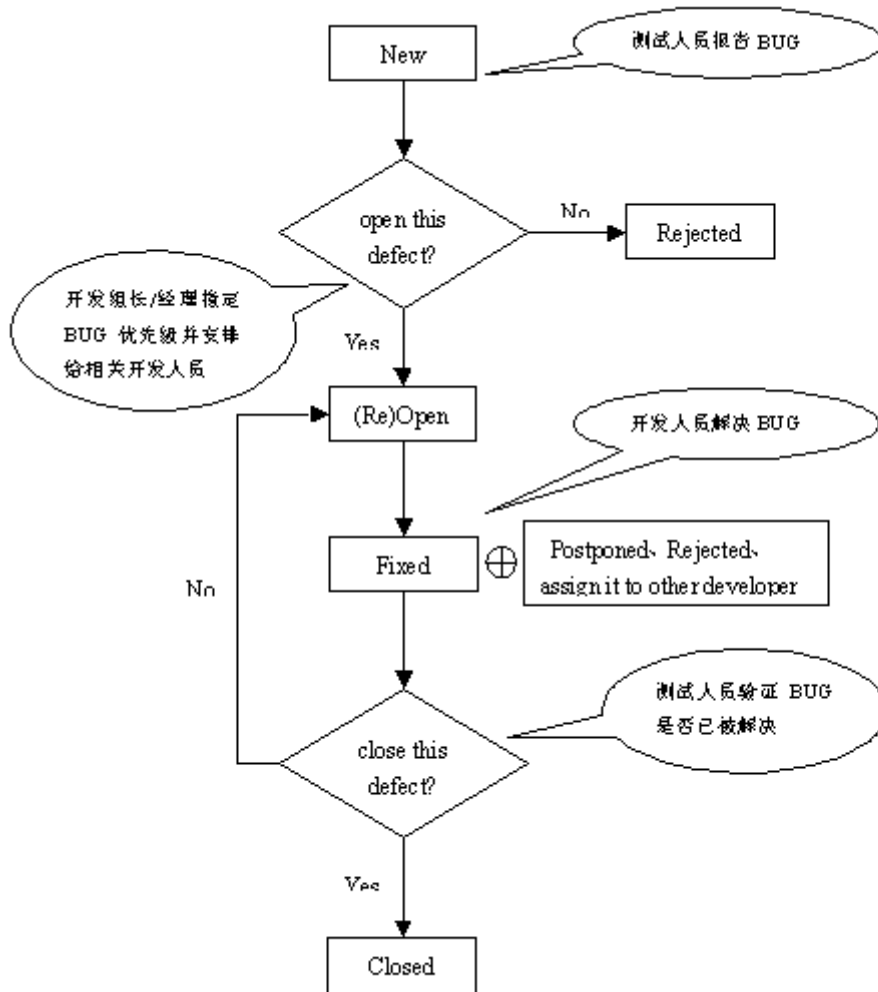 New
测试人员报告 BUG
open this
defect?
No
Rejected
开发组长/经理指定
BUG 优先级并安排
给相关开发人员
Yes
(Re)Open
开发人员解决 BUG
Fixed
Postponed、Rejected、
assign it to other developer
No
测试人员验证 BUG
是否已被解决
close this
defect?
Yes
Closed